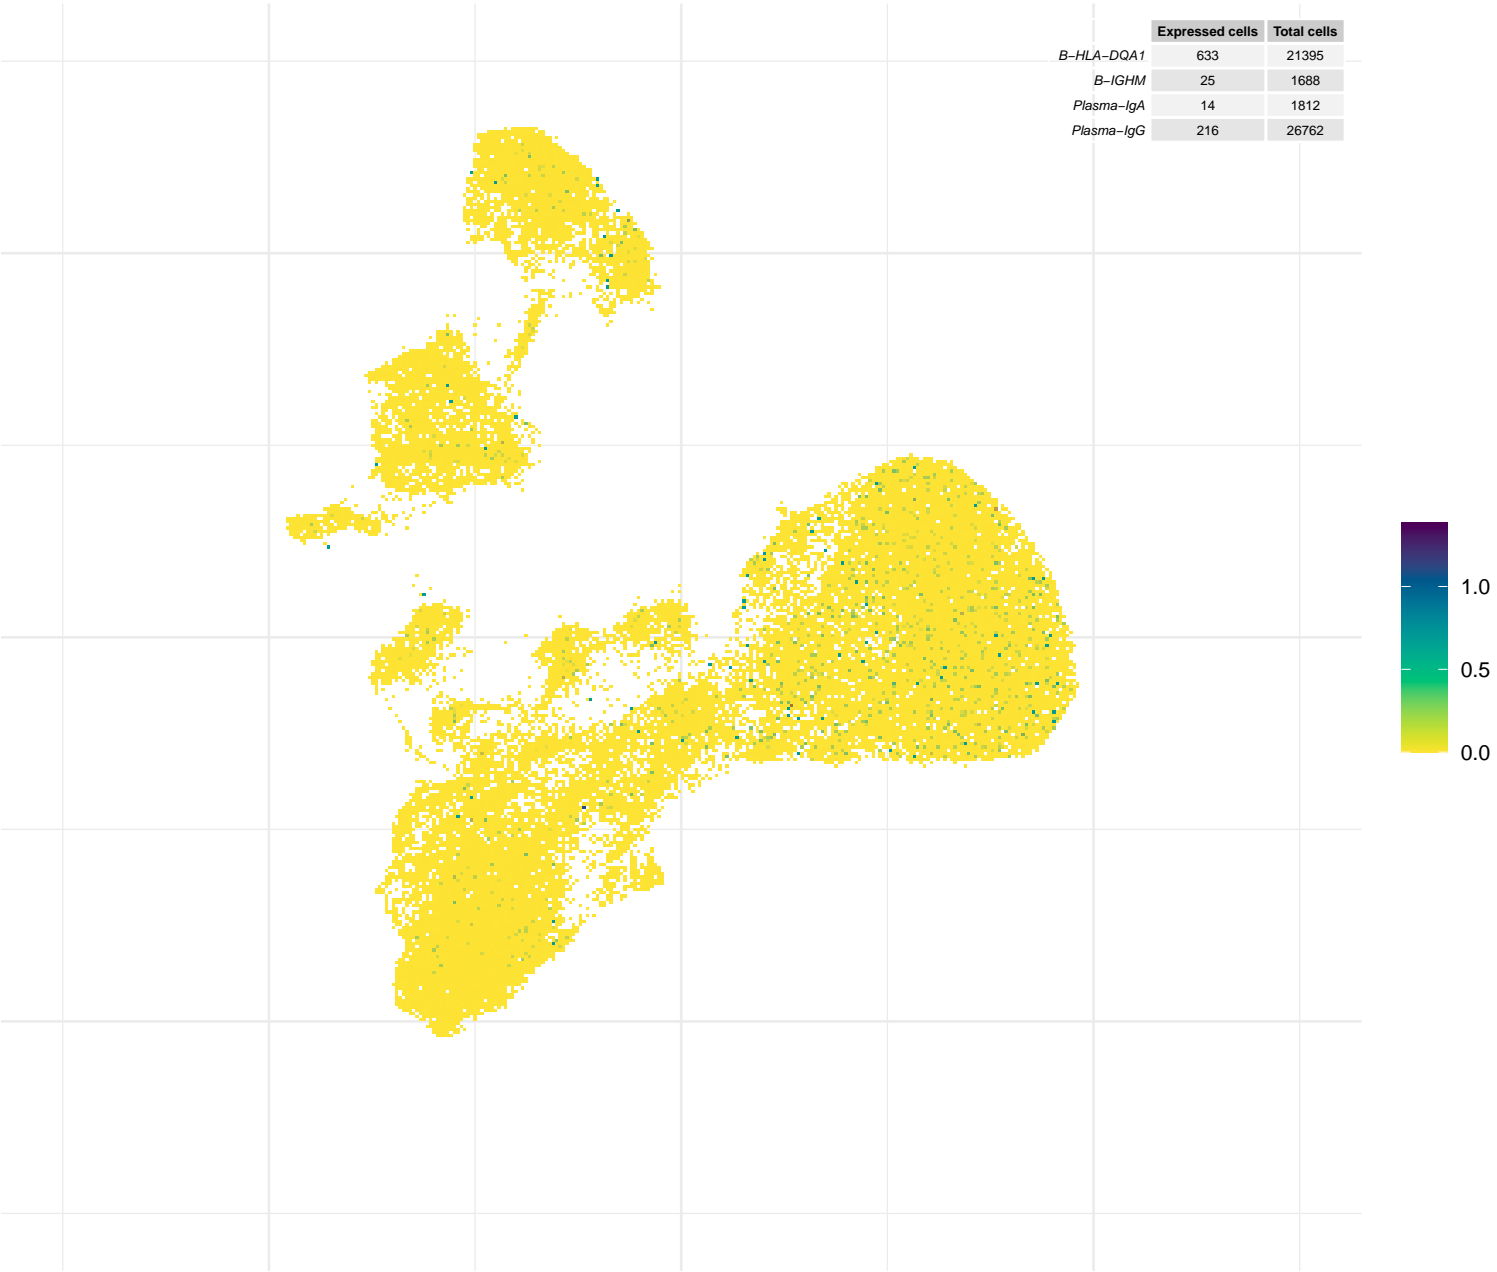 Expressed cells Total cells
B-HLA-DQA1 633 21395
B-IGHM 25 1688
Plasma-IgA 14 1812
Plasma-IgG 216 26762
1.0
0.5
0.0